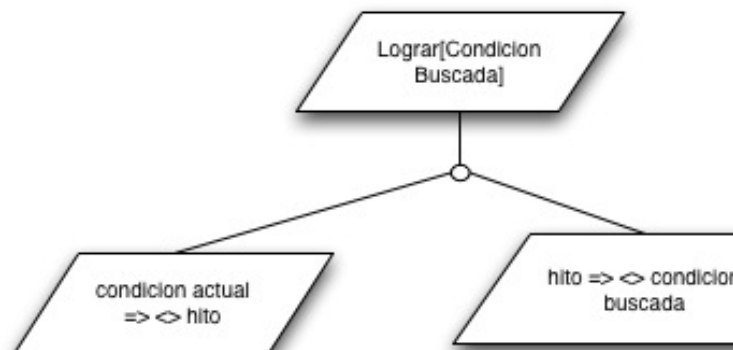 Lograr[Condicion
Buscada]
condicion actual
=> <> hito
hito => <> condicion
buscada